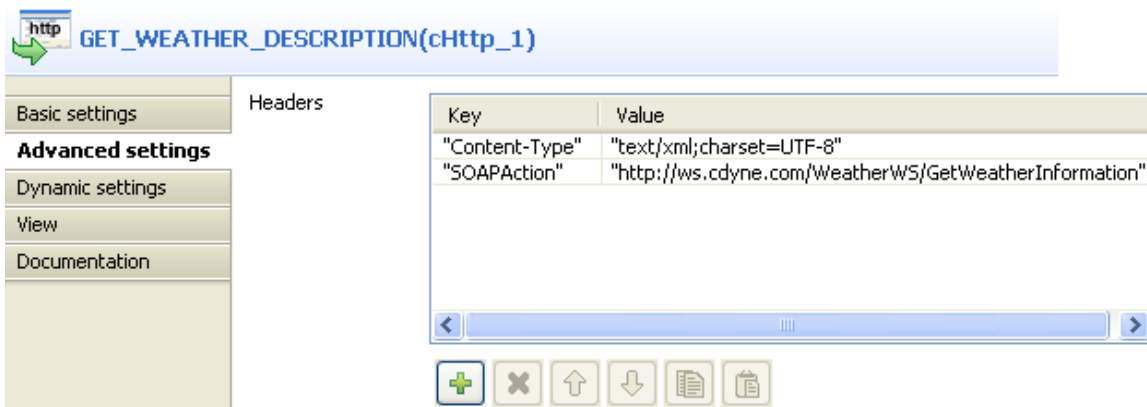 http
GET_WEATHER_DESCRIPTION(cHttp_1)
Basic settings
Advanced settings
Dynamic settings
View
Documentation
Headers
Key Value
"Content-Type" "text/xml;charset=UTF-8"
"SOAPAction" "http://ws.cdyne.com/WeatherWS/GetWeatherInformation"